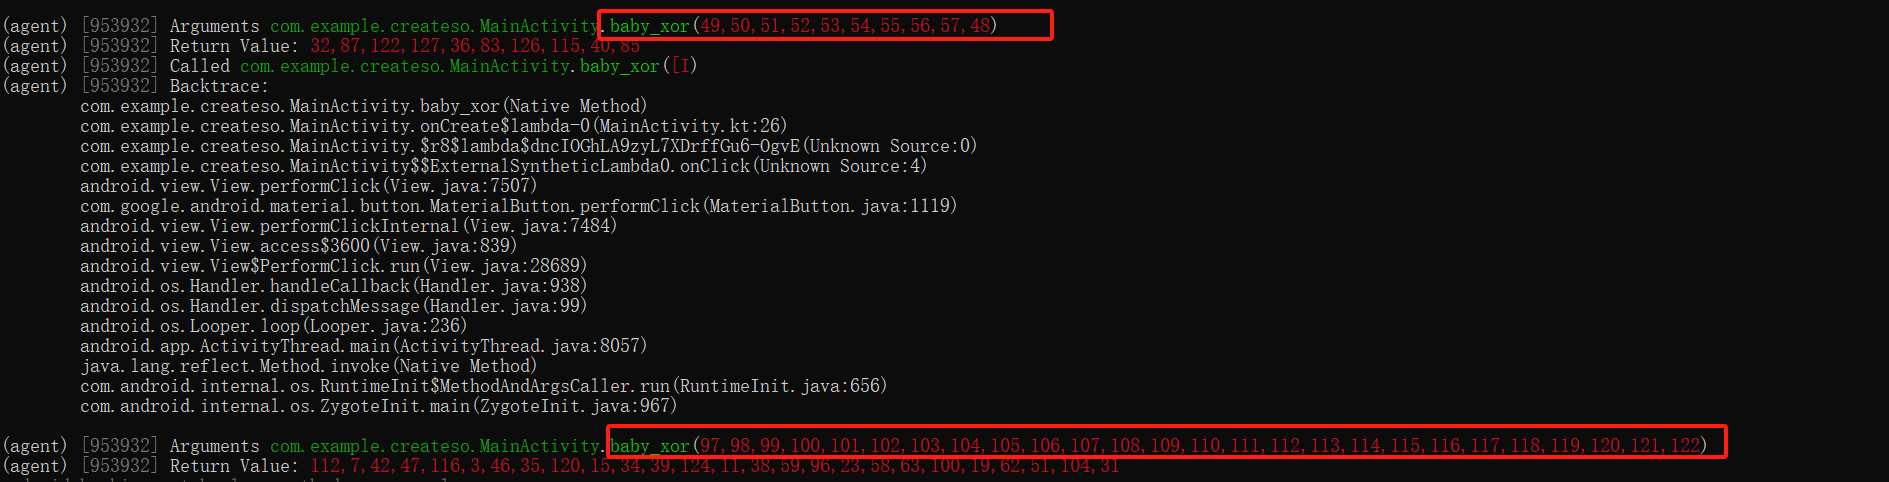 (agent) [953932] Arguments com.example.createso.MainActivity.baby_xor(49,50,51,52,53,54,55,56,57,48)
(agent) [953932] Return Value: 32,87,122,127,36,83,126,115,40,85
(agent) [953932] Called com.example.createso.MainActivity.baby_xor([I)
(agent) [953932] Backtrace:
com.example.createso.MainActivity.baby_xor(Native Method)
com.example.createso.MainActivity.onCreate$lambda-0(MainActivity.kt:26)
com.example.createso.MainActivity.$r8$lambda$dncIOGhLA9zyL7XDrffGu6-OgvE(Unknown Source:0)
com.example.createso.MainActivity$$ExternalSyntheticLambda0.onClick(Unknown Source:4)
android.view.View.performClick(View.java:7507)
com.google.android.material.button.MaterialButton.performClick(MaterialButton.java:1119)
android.view.View.performClickInternal(View.java:7484)
android.view.View.access$3600(View.java:839)
android.view.View$PerformClick.run(View.java:28689)
android.os.Handler.handleCallback(Handler.java:938)
android.os.Handler.dispatchMessage(Handler.java:99)
android.os.Looper.loop(Looper.java:236)
android.app.ActivityThread.main(ActivityThread.java:8057)
java.lang.reflect.Method.invoke(Native Method)
com.android.internal.os.RuntimeInit$MethodAndArgsCaller.run(RuntimeInit.java:656)
com.android.internal.os.ZygoteInit.main(ZygoteInit.java:967)
(agent) [953932] Arguments com.example.createso.MainActivity.baby_xor(97,98,99,100,101,102,103,104,105,106,107,108,109,110,111,112,113,114,115,116,117,118,119,120,121,122)
(agent) [953932] Return Value: 112,7,42,47,116,3,46,35,120,15,34,39,124,11,38,59,96,23,58,63,100,19,62,51,104,31